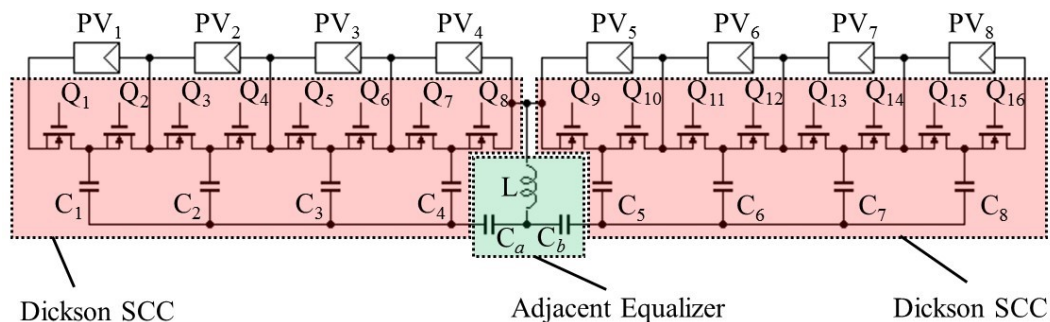 PV₁ PV₂ PV₃ PV₄ PV₅ PV₆ PV₇ PV₈
Q₁ Q₂ Q₃ Q₄ Q₅ Q₆ Q₇ Q₈ Q₉ Q₁₀ Q₁₁ Q₁₂ Q₁₃ Q₁₄ Q₁₅ Q₁₆
L
C₁ C₂ C₃ C₄ C₅ C₆ C₇ C₈
Cₐ C_b
Dickson SCC Adjacent Equalizer Dickson SCC